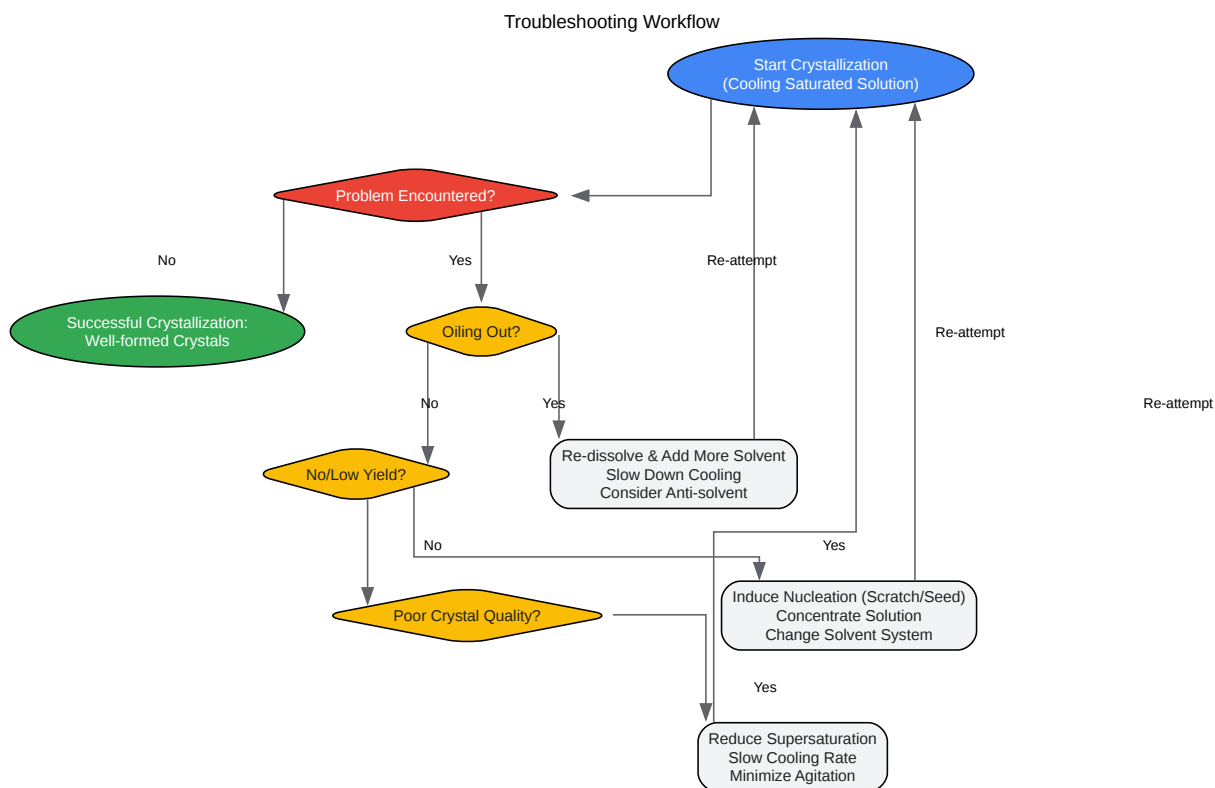 Troubleshooting Workflow
Start Crystallization
(Cooling Saturated Solution)
Problem Encountered?
No
Yes
Re-attempt
Successful Crystallization:
Well-formed Crystals
Oiling Out?
Re-attempt
No
Yes
Re-attempt
Re-dissolve & Add More Solvent
Slow Down Cooling
Consider Anti-solvent
No/Low Yield?
No
Yes
Induce Nucleation (Scratch/Seed)
Concentrate Solution
Change Solvent System
Poor Crystal Quality?
Yes
Reduce Supersaturation
Slow Cooling Rate
Minimize Agitation